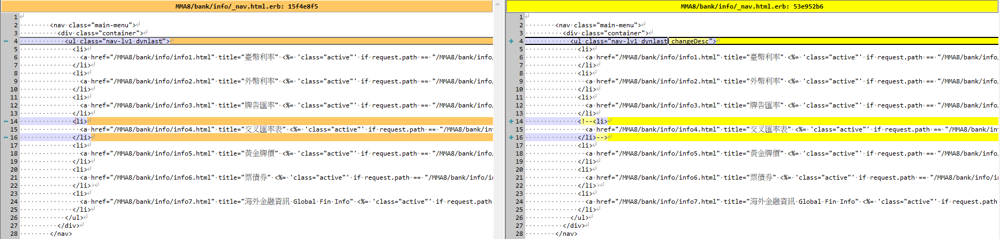 MMA8/bank/info/_nav.html.erb: 15f4e8f5
1
2 <nav class="main-menu">
3 <div class="container">
4 <ul class="nav-lv1 dynlast">
5 <li>
6 <a href="/MMA8/bank/info/info1.html" title="臺幣利率" <%= 'class="active"' if request.path == "/MMA8/bank/info/
7 </li>
8 <li>
9 <a href="/MMA8/bank/info/info2.html" title="外幣利率" <%= 'class="active"' if request.path == "/MMA8/bank/info/
10 </li>
11 <li>
12 <a href="/MMA8/bank/info/info3.html" title="牌告匯率" <%= 'class="active"' if request.path == "/MMA8/bank/info/
13 </li>
14 <li>
15 <a href="/MMA8/bank/info/info4.html" title="交叉匯率表" <%= 'class="active"' if request.path == "/MMA8/bank/in
16 </li>
17 <li>
18 <a href="/MMA8/bank/info/info5.html" title="黃金牌價" <%= 'class="active"' if request.path == "/MMA8/bank/info/
19 </li>
20 <li>
21 <a href="/MMA8/bank/info/info6.html" title="票債券" <%= 'class="active"' if request.path == "/MMA8/bank/info/i
22 </li>
23 <li>
24 <a href="/MMA8/bank/info/info7.html" title="海外金融資訊 Global Fin Info" <%= 'class="active"' if request.path
25 </li>
26 </ul>
27 </div>
28 </nav>
MMA8/bank/info/_nav.html.erb: 53e952b6
1
2 <nav class="main-menu">
3 <div class="container">
4 <ul class="nav-lv1 dynlast changeDesc">
5 <li>
6 <a href="/MMA8/bank/info/info1.html" title="臺幣利率" <%= 'class="active"' if request.path == "/MMA8/bank/info/
7 </li>
8 <li>
9 <a href="/MMA8/bank/info/info2.html" title="外幣利率" <%= 'class="active"' if request.path == "/MMA8/bank/info/
10 </li>
11 <li>
12 <a href="/MMA8/bank/info/info3.html" title="牌告匯率" <%= 'class="active"' if request.path == "/MMA8/bank/info/
13 </li>
14 <!--<li>
15 <a href="/MMA8/bank/info/info4.html" title="交叉匯率表" <%= 'class="active"' if request.path == "/MMA8/bank/in
16 </li>-->
17 <li>
18 <a href="/MMA8/bank/info/info5.html" title="黃金牌價" <%= 'class="active"' if request.path == "/MMA8/bank/info/
19 </li>
20 <li>
21 <a href="/MMA8/bank/info/info6.html" title="票債券" <%= 'class="active"' if request.path == "/MMA8/bank/info/i
22 </li>
23 <li>
24 <a href="/MMA8/bank/info/info7.html" title="海外金融資訊 Global Fin Info" <%= 'class="active"' if request.path
25 </li>
26 </ul>
27 </div>
28 </nav>